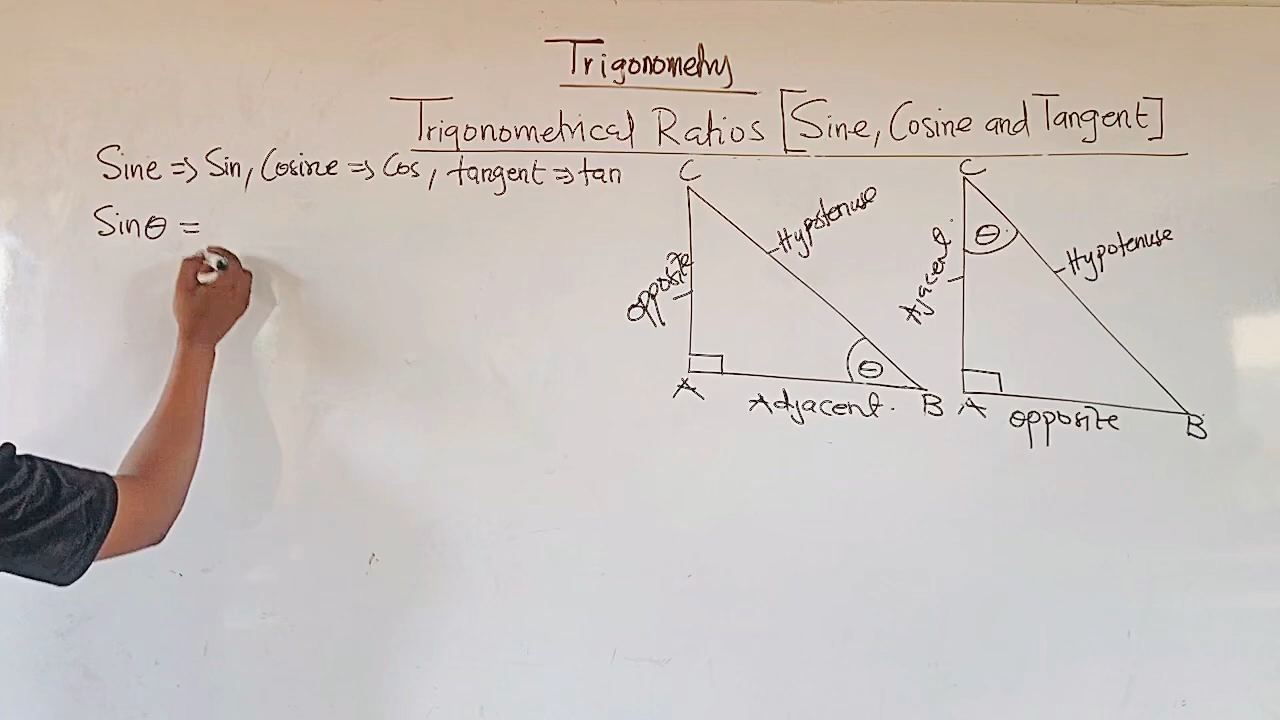 Trigonometry
Trigonometrical Ratios [Sine, Cosine and Tangent]
Sine => Sin, Cosine => Cos, tangent => tan
Sinθ =
C
Hypotenuse
opposite
θ
A
Adjacent.
B
C
θ
Hypotenuse
Ajacent.
A
opposite
B